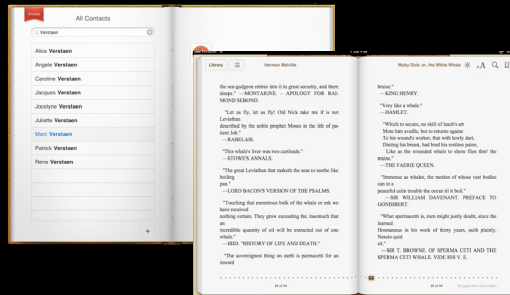 Groups
All Contacts
Verstaen
Alice Verstaen
Angele Verstaen
Caroline Verstaen
Jacques Verstaen
Jocelyne Verstaen
Juliette Verstaen
Marc Verstaen
Patrick Verstaen
Rene Verstaen
+
Library
Herman Melville
Moby Dick: or, the White Whale
AA
the sea-gudgeon retires into it in great security, and there
sleeps." —MONTAIGNE. - APOLOGY FOR RAI-
MOND SEBOND.
"Let us fly, let us fly! Old Nick take me if is not
Leviathan
described by the noble prophet Moses in the life of pa-
tient Job."
—RABELAIS.
"This whale's liver was two cartloads."
—STOWE'S ANNALS.
"The great Leviathan that maketh the seas to seethe like
boiling
pan."
—LORD BACON'S VERSION OF THE PSALMS.
"Touching that monstrous bulk of the whale or ork we
have received
nothing certain. They grow exceeding fat, insomuch that
an
incredible quantity of oil will be extracted out of one
whale."
—IBID. "HISTORY OF LIFE AND DEATH."
"The sovereignest thing on earth is parmacetti for an
inward
25 of 44
bruise."
—KING HENRY.
"Very like a whale."
—HAMLET.
"Which to secure, no skill of leach's art
Mote him availle, but to returne againe
To his wound's worker, that with lowly dart,
Dinting his breast, had bred his restless paine,
Like as the wounded whale to shore flies thro' the
maine."
—THE FAERIE QUEEN.
"Immense as whales, the motion of whose vast bodies
can in a
peaceful calm trouble the ocean til it boil."
—SIR WILLIAM DAVENANT. PREFACE TO
GONDIBERT.
"What spermacetti is, men might justly doubt, since the
learned
Hosmannus in his work of thirty years, saith plainly,
Nescio quid
sit."
—SIR T. BROWNE. OF SPERMA CETI AND THE
SPERMA CETI WHALE. VIDE HIS V. E.
26 of 44